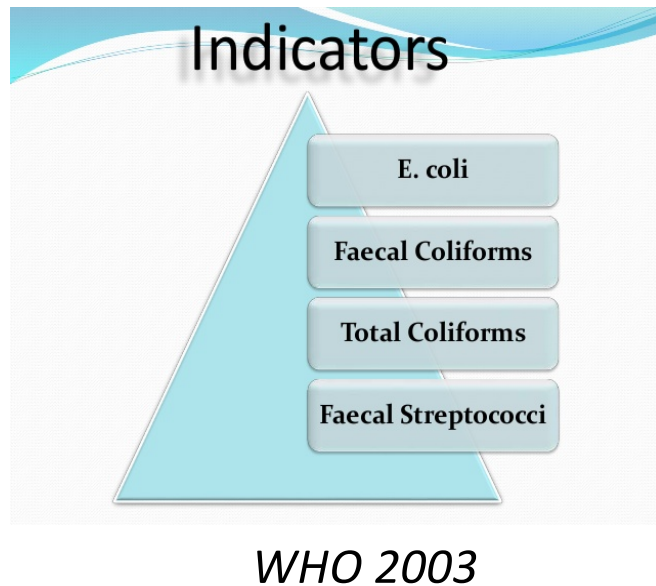 Indicators
E. coli
Faecal Coliforms
Total Coliforms
Faecal Streptococci
WHO 2003